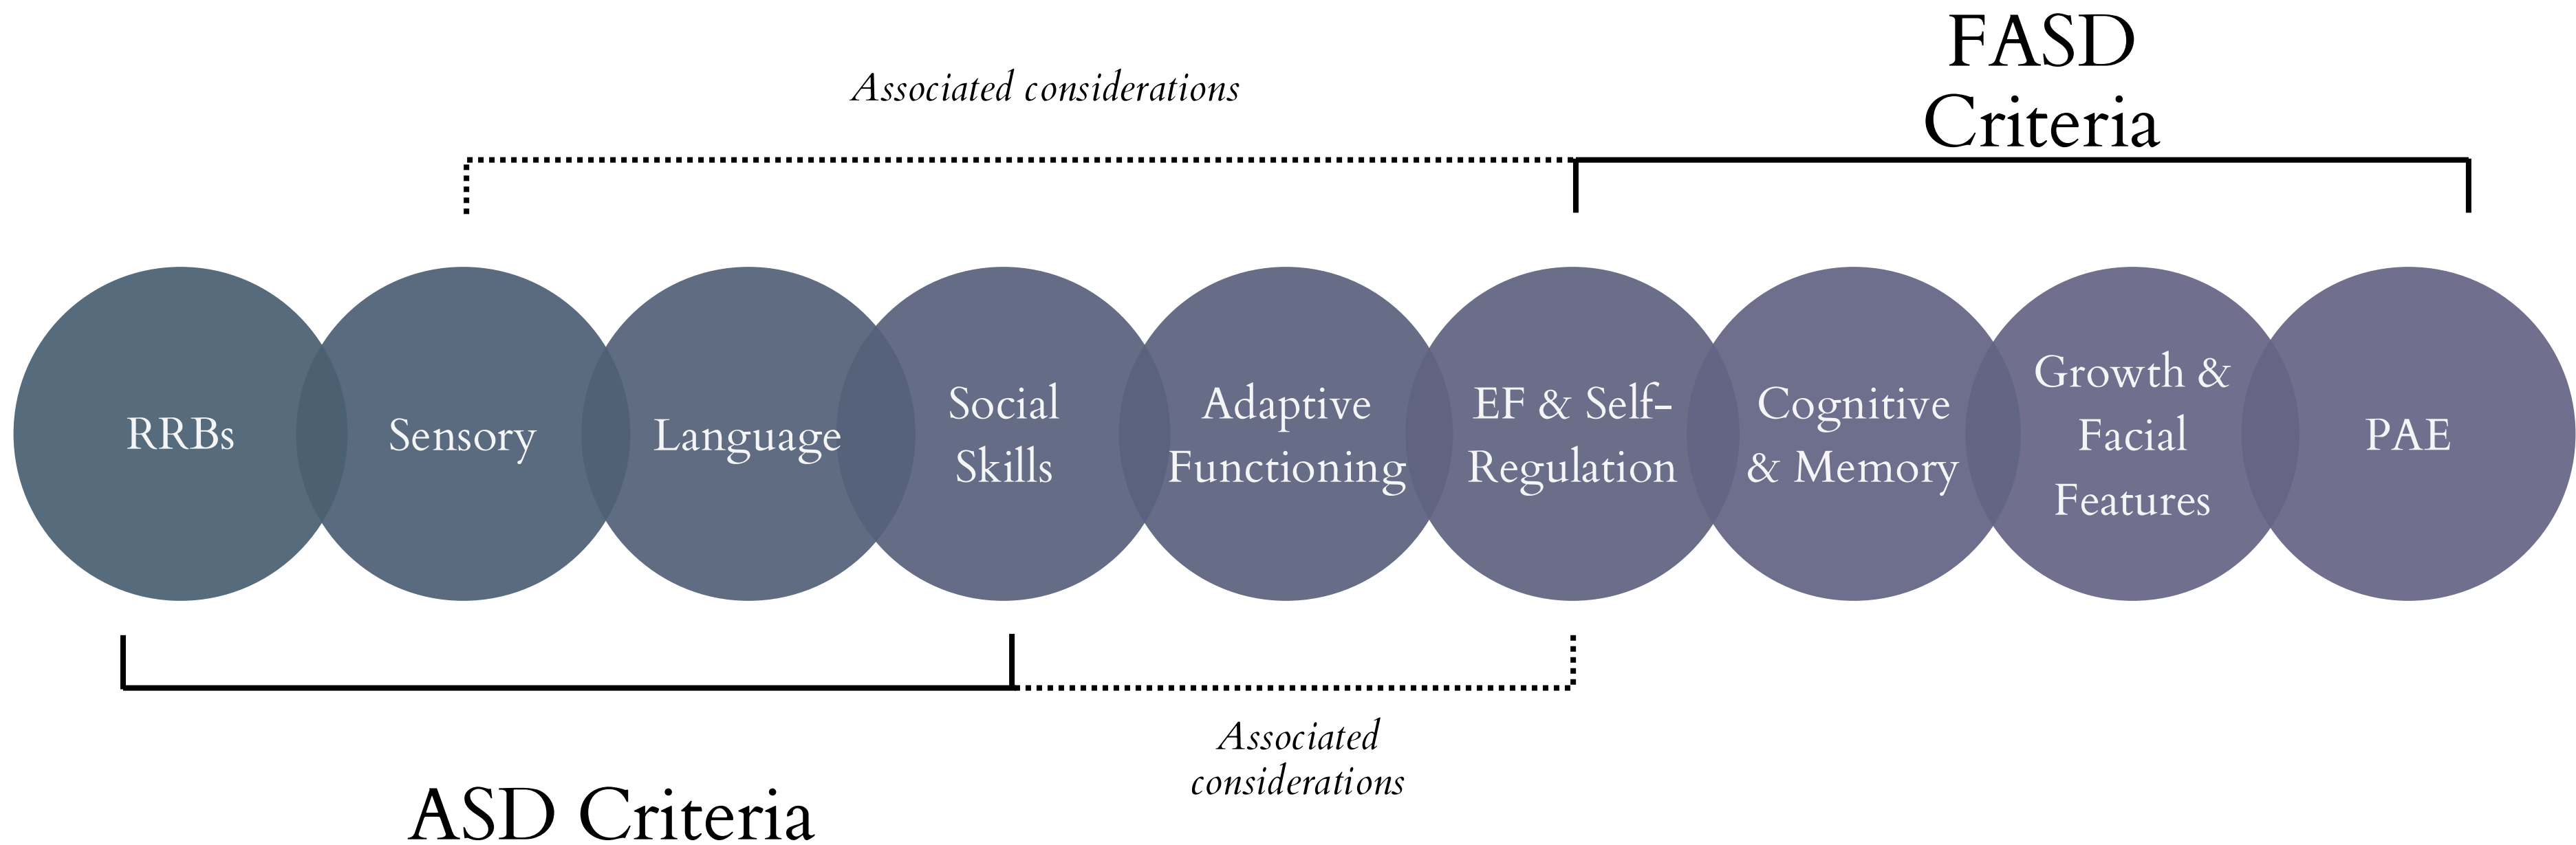 FASD
Criteria
Associated considerations
RRBs
Sensory
Language
Social
Skills
Adaptive
Functioning
EF & Self-
Regulation
Cognitive
& Memory
Growth &
Facial
Features
PAE
Associated
considerations
ASD Criteria